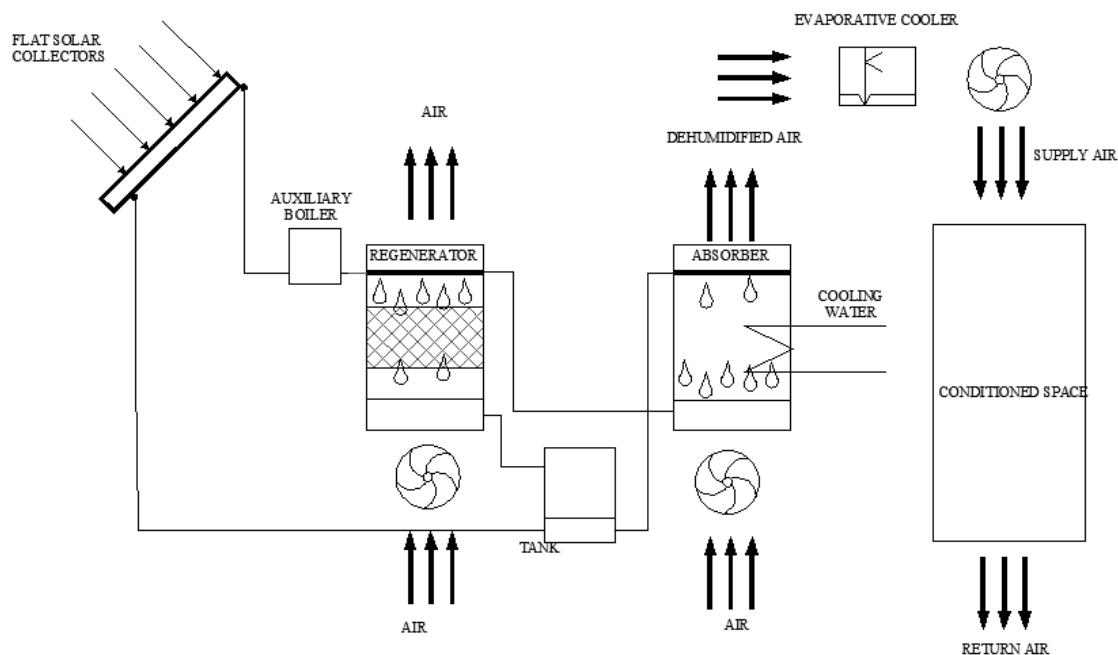 EVAPORATIVE COOLER
FLAT SOLAR
COLLECTORS
AIR
DEHUMIDIFIED AIR
SUPPLY AIR
AUXILIARY
BOILER
REGENERATOR
ABSORBER
COOLING
WATER
CONDITIONED SPACE
TANK
AIR
AIR
RETURN AIR